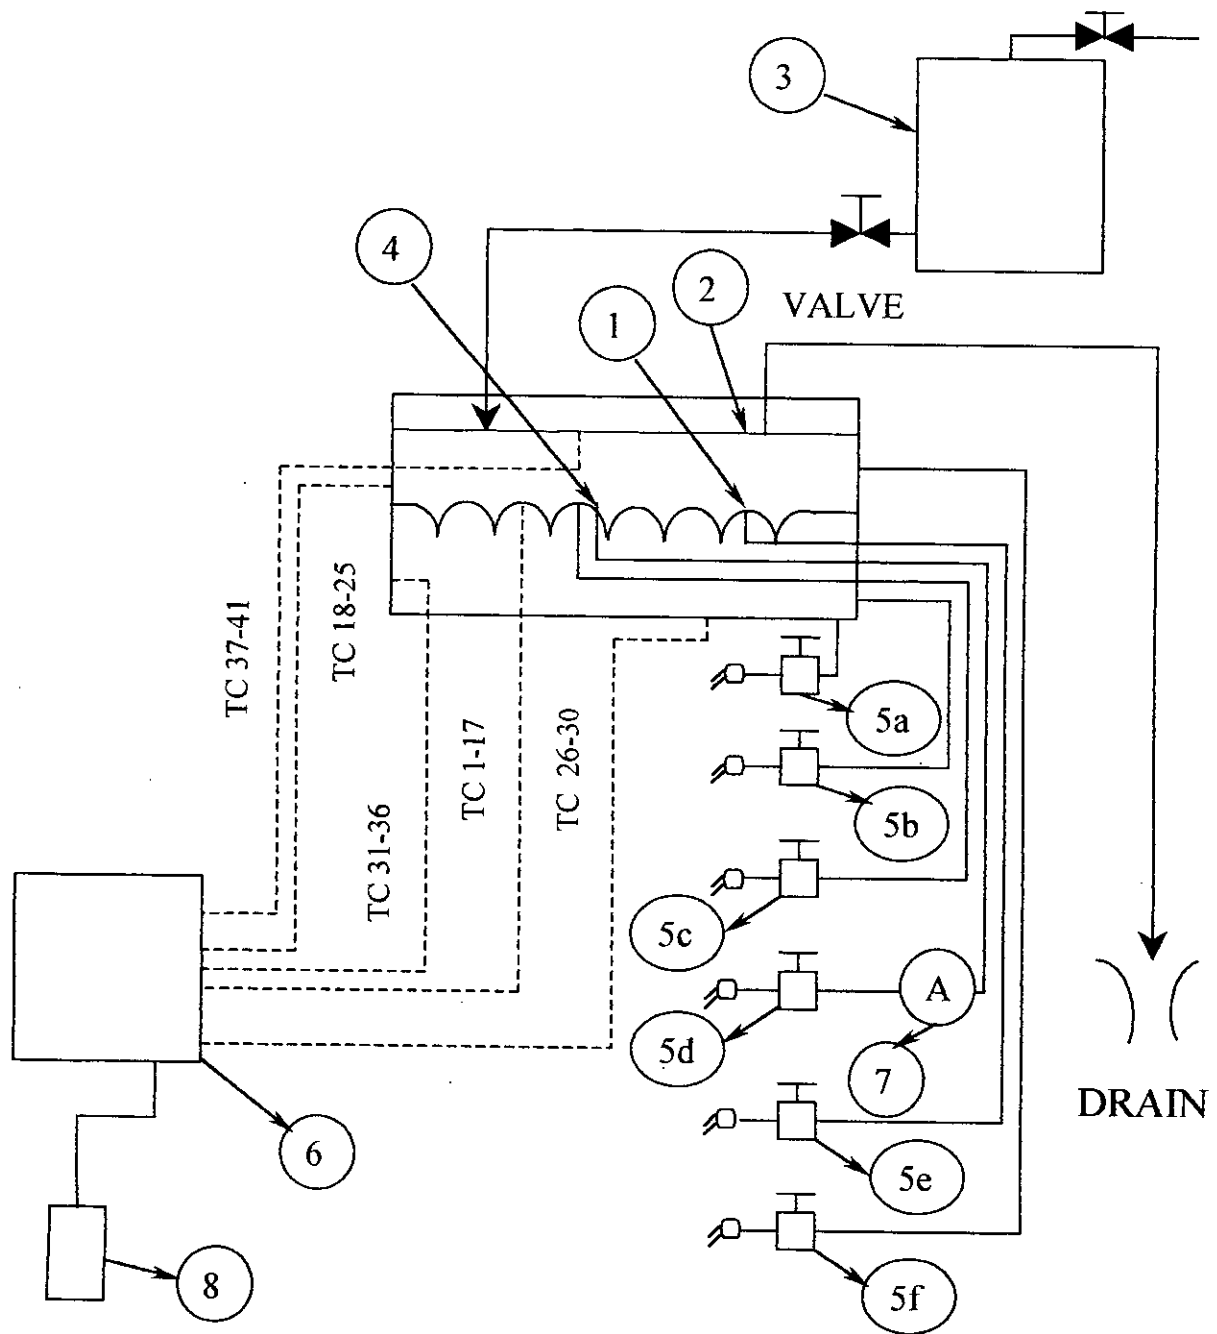 3
4
2
VALVE
1
TC 37-41
TC 18-25
TC 31-36
TC 1-17
TC 26-30
5a
5b
5c
A
5d
7
DRAIN
6
5e
8
5f